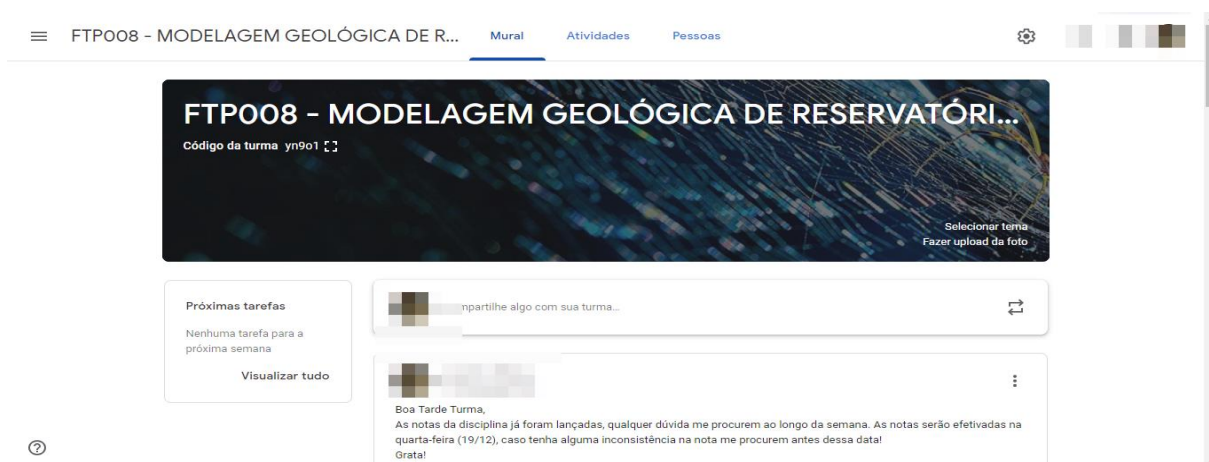 FTP008 - MODELAGEM GEOLÓGICA DE R...
Mural
Atividades
Pessoas
FTP008 - MODELAGEM GEOLÓGICA DE RESERVATÓRI...
Código da turma yn9o1
Selecionar tema
Fazer upload da foto
Próximas tarefas
Nenhuma tarefa para a
próxima semana
Visualizar tudo
algo com sua turma...
Boa Tarde Turma,
As notas da disciplina já foram lançadas, qualquer dúvida me procurem ao longo da semana. As notas serão efetivadas na
quarta-feira (19/12), caso tenha alguma inconsistência na nota me procurem antes dessa data!
Grata!